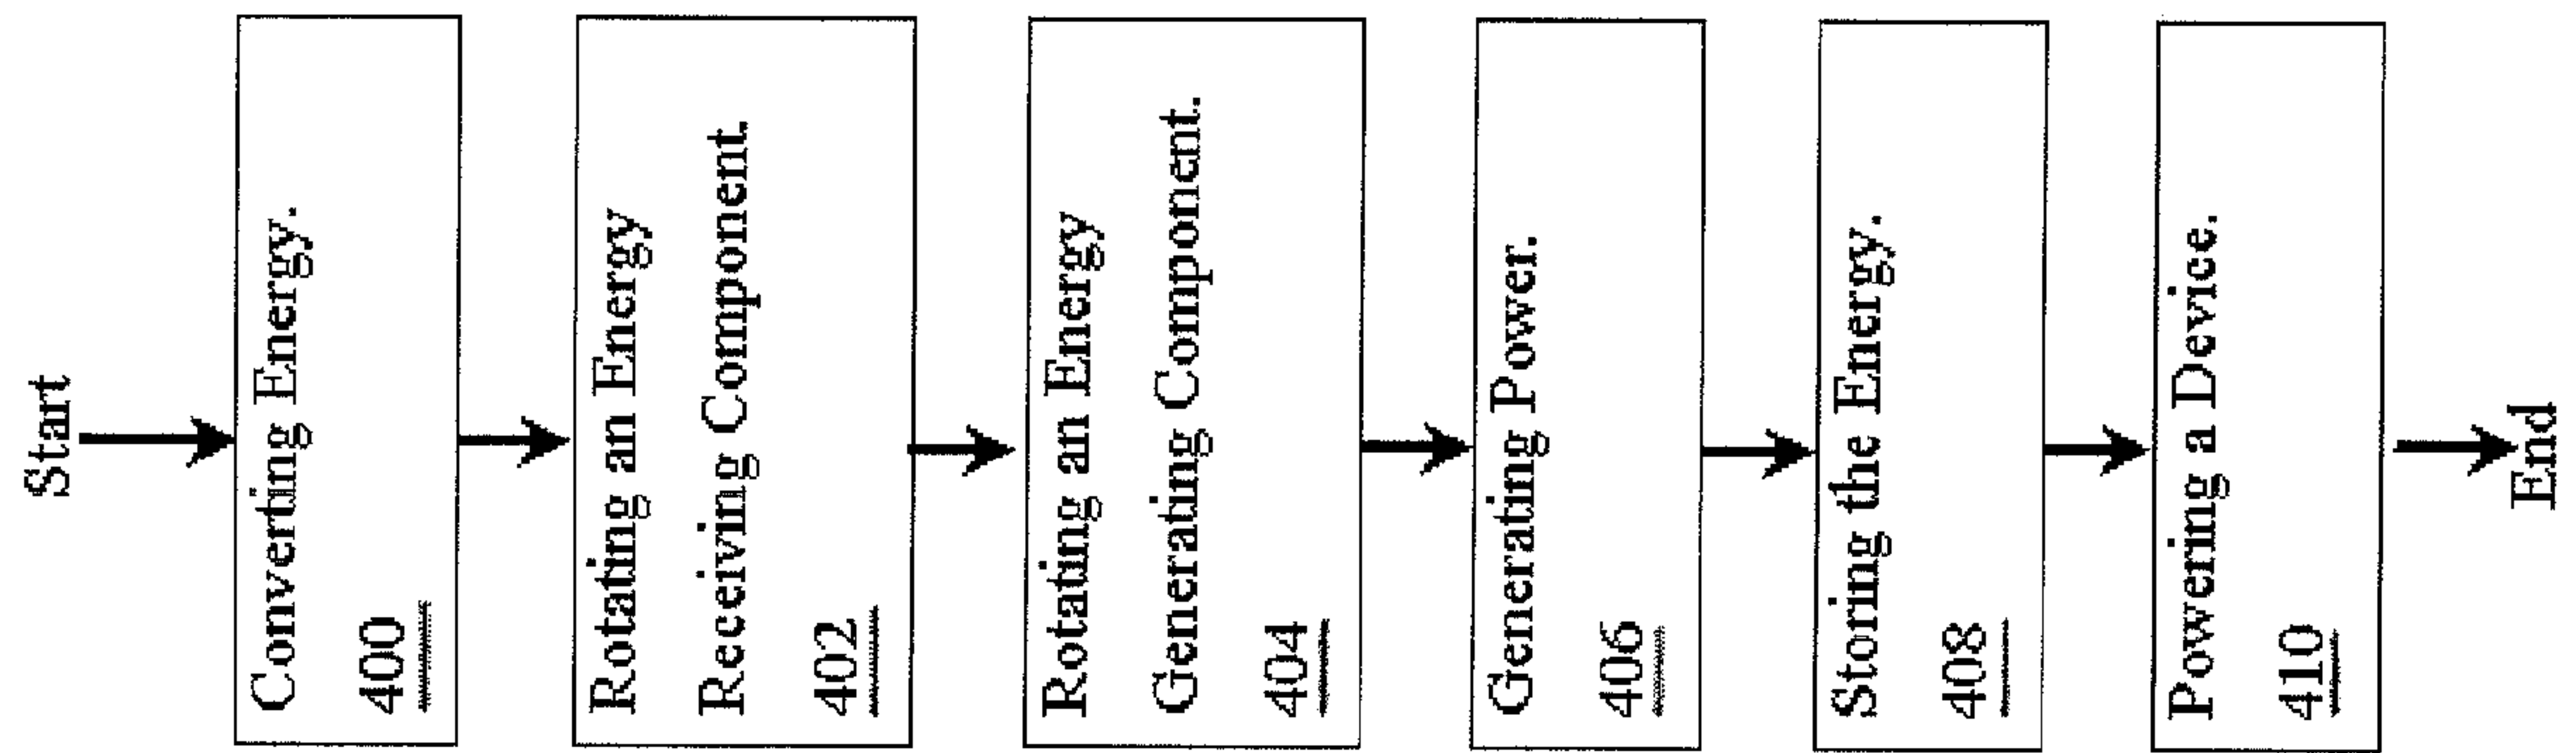 Start
Converting Energy.
400
Rotating an Energy
Receiving Component.
402
Rotating an Energy
Generating Component.
404
Generating Power.
406
Storing the Energy.
408
Powering a Device.
410
End